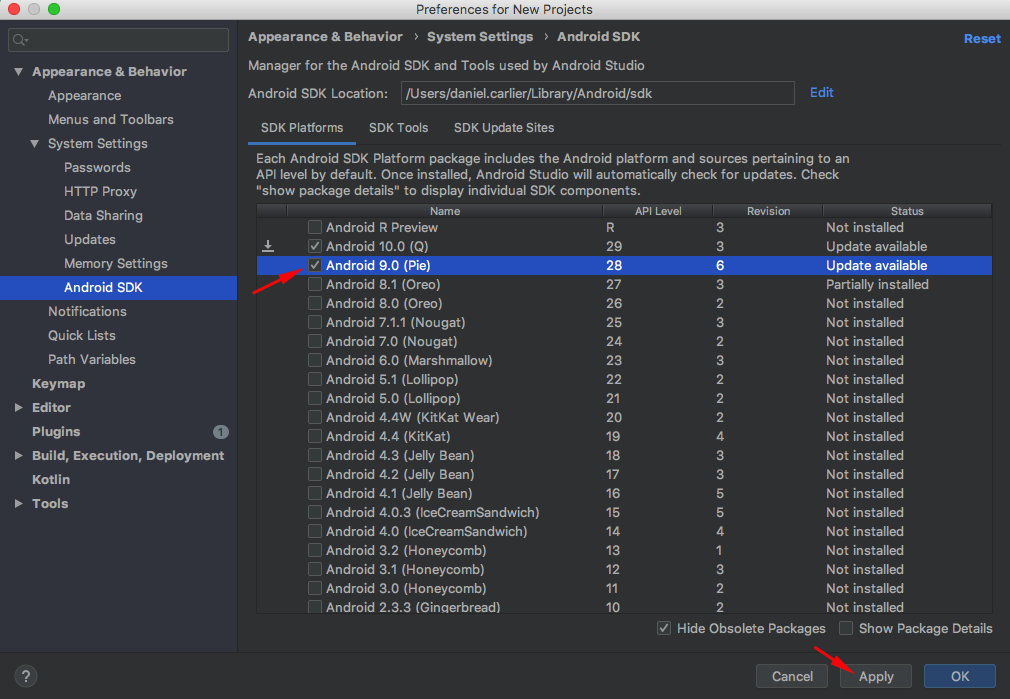 Preferences for New Projects
Appearance & Behavior
Appearance
Menus and Toolbars
System Settings
Passwords
HTTP Proxy
Data Sharing
Updates
Memory Settings
Android SDK
Notifications
Quick Lists
Path Variables
Keymap
Editor
Plugins 1
Build, Execution, Deployment
Kotlin
Tools
Appearance & Behavior › System Settings › Android SDK Reset
Manager for the Android SDK and Tools used by Android Studio
Android SDK Location: /Users/daniel.carlier/Library/Android/sdk Edit
SDK Platforms SDK Tools SDK Update Sites
Each Android SDK Platform package includes the Android platform and sources pertaining to an
API level by default. Once installed, Android Studio will automatically check for updates. Check
"show package details" to display individual SDK components.
Name API Level Revision Status
Android R Preview R 3 Not installed
Android 10.0 (Q) 29 3 Update available
Android 9.0 (Pie) 28 6 Update available
Android 8.1 (Oreo) 27 3 Partially installed
Android 8.0 (Oreo) 26 2 Not installed
Android 7.1.1 (Nougat) 25 3 Not installed
Android 7.0 (Nougat) 24 2 Not installed
Android 6.0 (Marshmallow) 23 3 Not installed
Android 5.1 (Lollipop) 22 2 Not installed
Android 5.0 (Lollipop) 21 2 Not installed
Android 4.4W (KitKat Wear) 20 2 Not installed
Android 4.4 (KitKat) 19 4 Not installed
Android 4.3 (Jelly Bean) 18 3 Not installed
Android 4.2 (Jelly Bean) 17 3 Not installed
Android 4.1 (Jelly Bean) 16 5 Not installed
Android 4.0.3 (IceCreamSandwich) 15 5 Not installed
Android 4.0 (IceCreamSandwich) 14 4 Not installed
Android 3.2 (Honeycomb) 13 1 Not installed
Android 3.1 (Honeycomb) 12 3 Not installed
Android 3.0 (Honeycomb) 11 2 Not installed
Android 2.3.3 (Gingerbread) 10 2 Not installed
Hide Obsolete Packages Show Package Details
? Cancel Apply OK